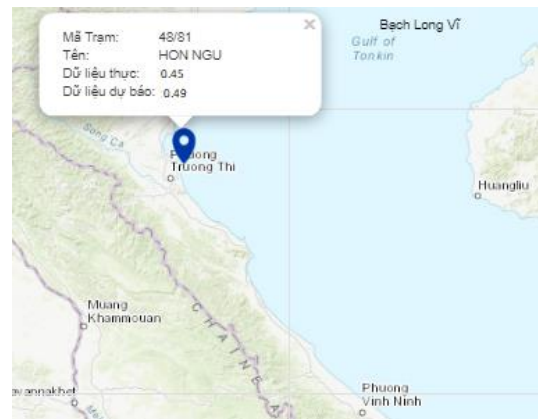 Mã Trạm: 48/81
Tên: HON NGU
Dữ liệu thực: 0.45
Dữ liệu dự báo: 0.49
×
Bạch Long Vĩ
Gulf of
Tonkin
Song Ca
Truong Thi
Huangliu
Muang
Khammouan
CHAINE A
avannakhet
Phuong
Vinh Ninh